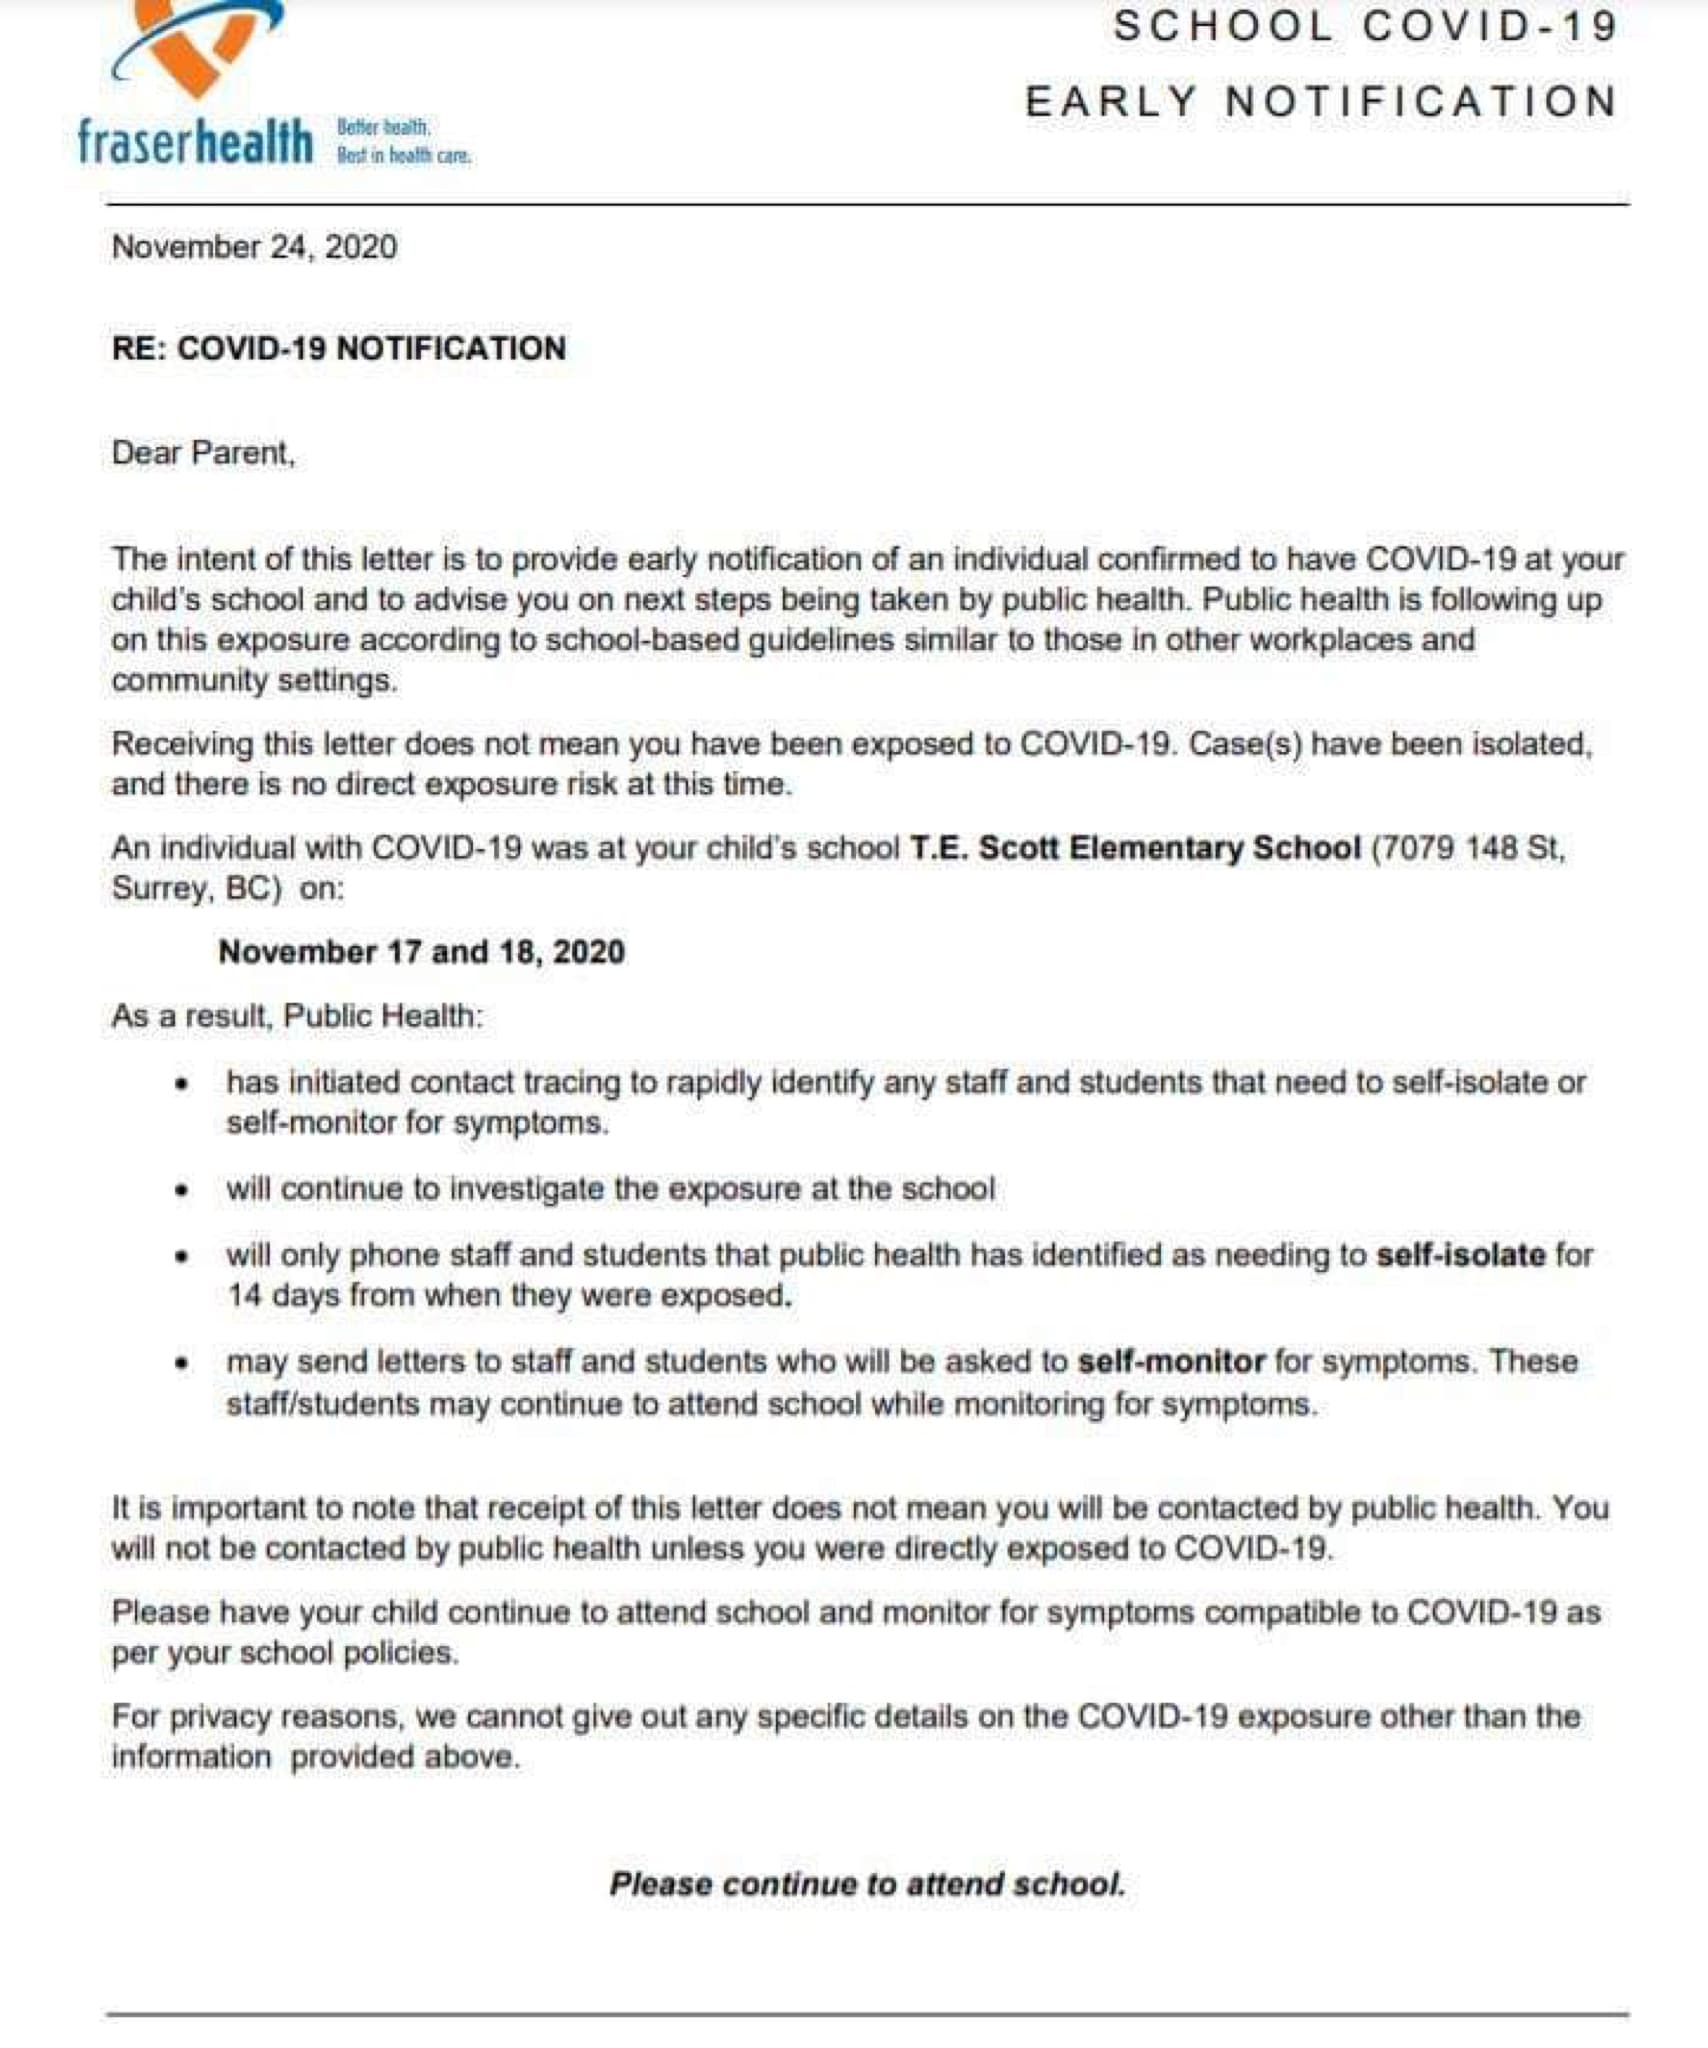 SCHOOL COVID-19
EARLY NOTIFICATION
fraserhealth
Better health.
Best in health care.
November 24, 2020
RE: COVID-19 NOTIFICATION
Dear Parent,
The intent of this letter is to provide early notification of an individual confirmed to have COVID-19 at your
child's school and to advise you on next steps being taken by public health. Public health is following up
on this exposure according to school-based guidelines similar to those in other workplaces and
community settings.
Receiving this letter does not mean you have been exposed to COVID-19. Case(s) have been isolated,
and there is no direct exposure risk at this time.
An individual with COVID-19 was at your child's school T.E. Scott Elementary School (7079 148 St,
Surrey, BC) on:
November 17 and 18, 2020
As a result, Public Health:
• has initiated contact tracing to rapidly identify any staff and students that need to self-isolate or
self-monitor for symptoms.
• will continue to investigate the exposure at the school
• will only phone staff and students that public health has identified as needing to self-isolate for
14 days from when they were exposed.
• may send letters to staff and students who will be asked to self-monitor for symptoms. These
staff/students may continue to attend school while monitoring for symptoms.
It is important to note that receipt of this letter does not mean you will be contacted by public health. You
will not be contacted by public health unless you were directly exposed to COVID-19.
Please have your child continue to attend school and monitor for symptoms compatible to COVID-19 as
per your school policies.
For privacy reasons, we cannot give out any specific details on the COVID-19 exposure other than the
information provided above.
Please continue to attend school.